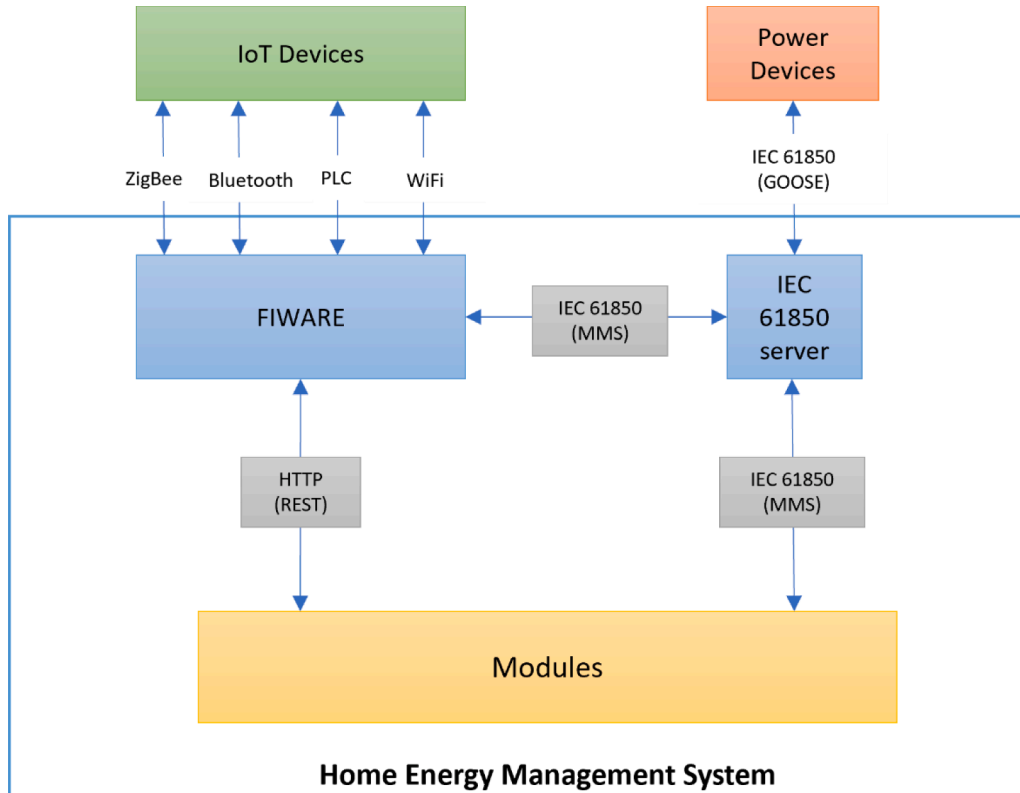 IoT Devices
Power
Devices
ZigBee
Bluetooth
PLC
WiFi
IEC 61850
(GOOSE)
FIWARE
IEC 61850
(MMS)
IEC
61850
server
HTTP
(REST)
IEC 61850
(MMS)
Modules
Home Energy Management System